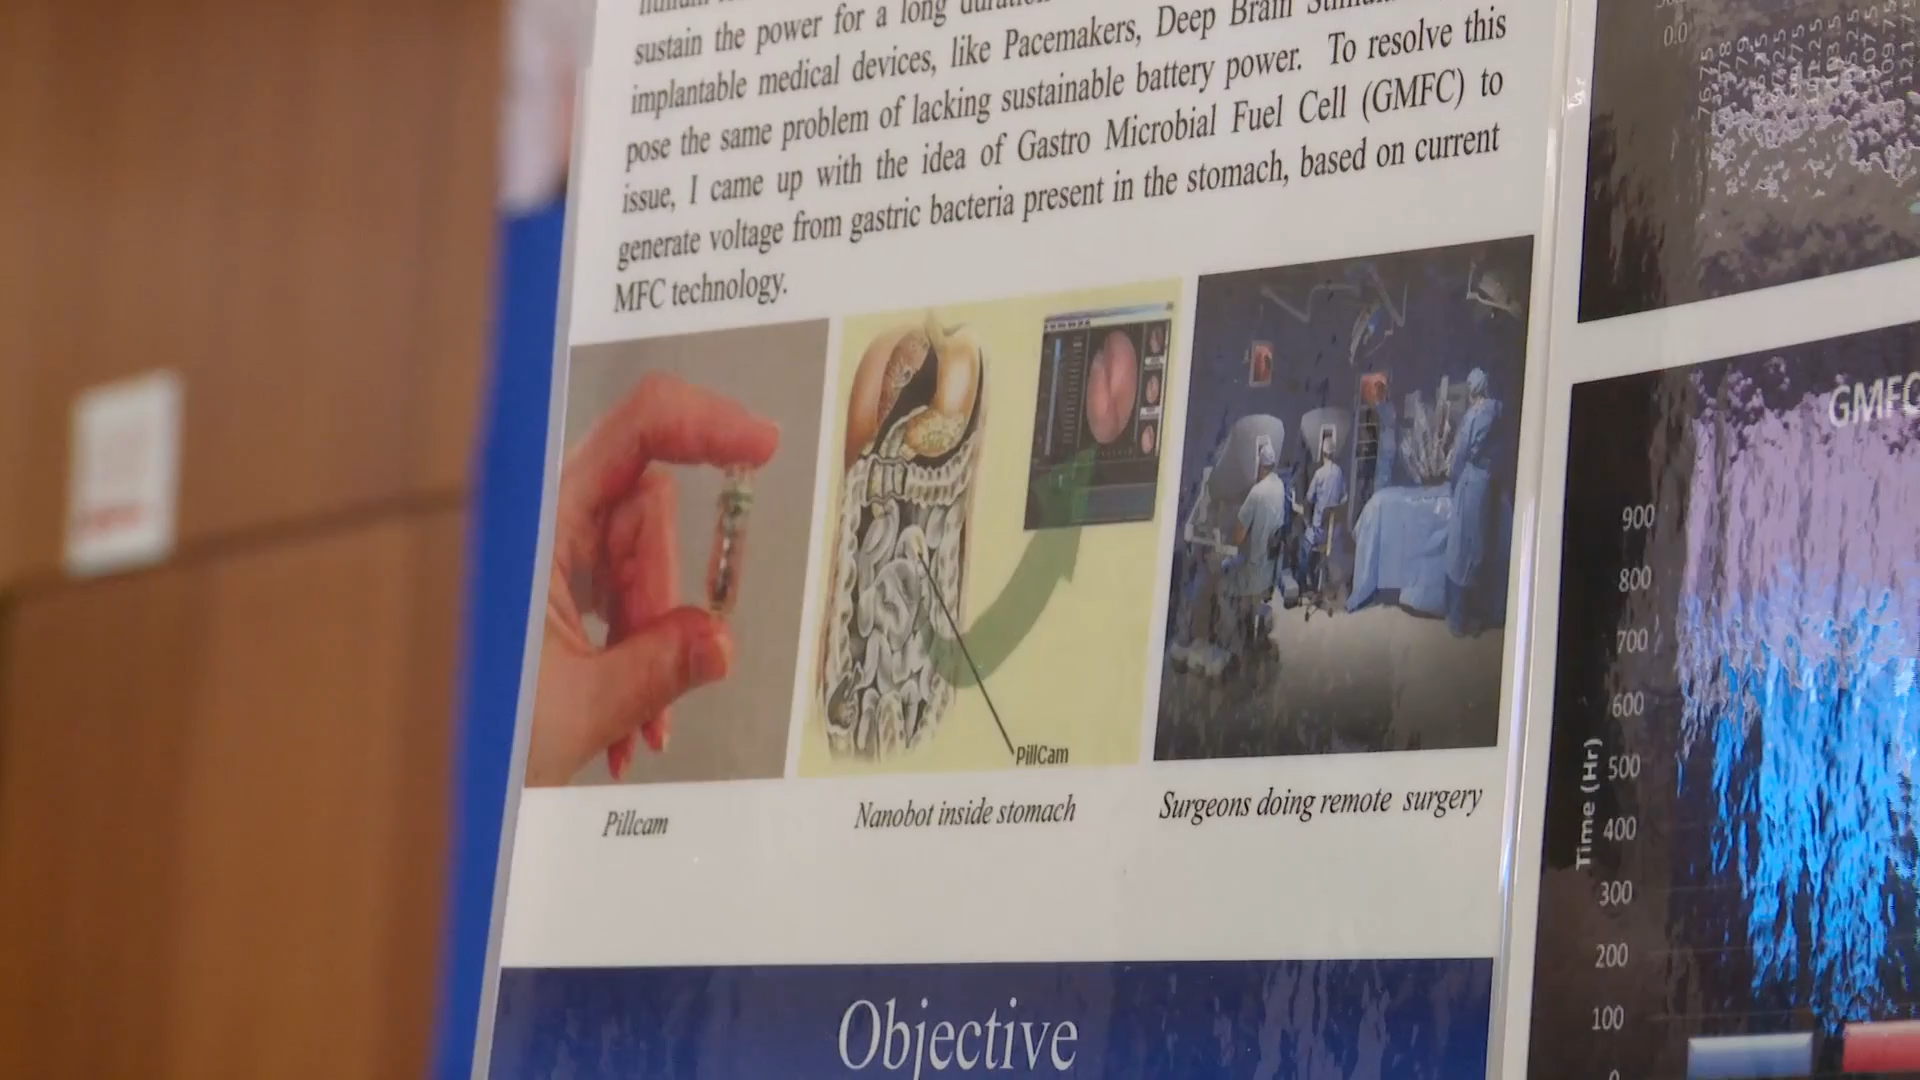 sustain the power for a long
implantable medical devices, like Pacemakers, Deep Brain
pose the same problem of lacking sustainable battery power. To resolve this
issue, I came up with the idea of Gastro Microbial Fuel Cell (GMFC) to
generate voltage from gastric bacteria present in the stomach, based on current
MFC technology.
PillCam
Pillcam
Nanobot inside stomach
Surgeons doing remote surgery
Objective
0.0
GMFC
900
800
700
600
500
400
300
200
100
0
Time (Hr)